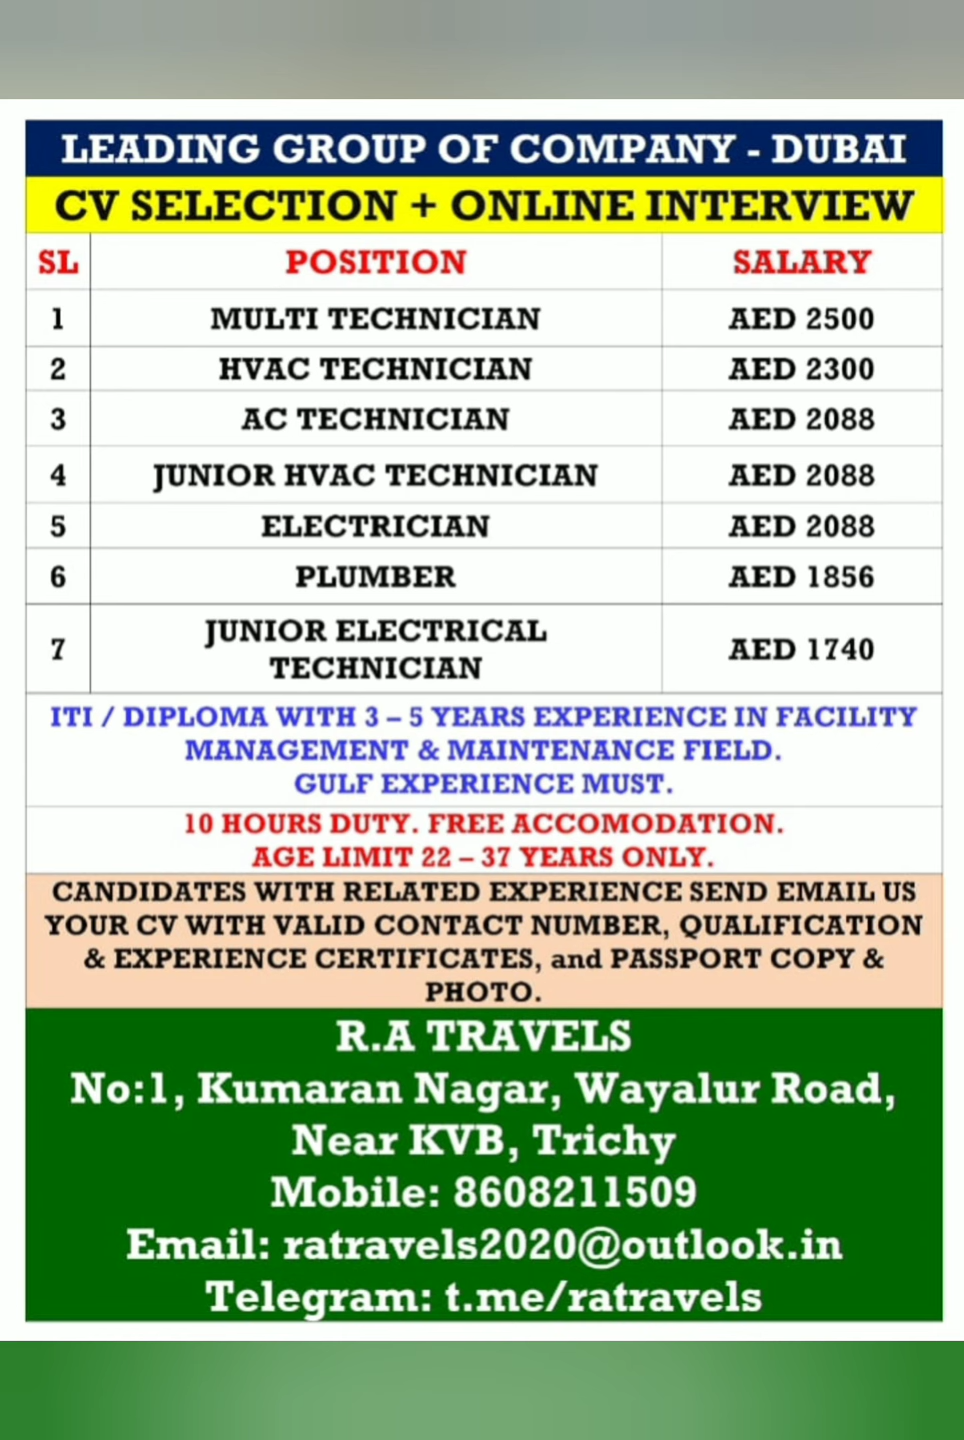 LEADING GROUP OF COMPANY - DUBAI
CV SELECTION + ONLINE INTERVIEW
SL POSITION SALARY
1 MULTI TECHNICIAN AED 2500
2 HVAC TECHNICIAN AED 2300
3 AC TECHNICIAN AED 2088
4 JUNIOR HVAC TECHNICIAN AED 2088
5 ELECTRICIAN AED 2088
6 PLUMBER AED 1856
7 JUNIOR ELECTRICAL
TECHNICIAN AED 1740
ITI / DIPLOMA WITH 3 – 5 YEARS EXPERIENCE IN FACILITY
MANAGEMENT & MAINTENANCE FIELD.
GULF EXPERIENCE MUST.
10 HOURS DUTY. FREE ACCOMODATION.
AGE LIMIT 22 – 37 YEARS ONLY.
CANDIDATES WITH RELATED EXPERIENCE SEND EMAIL US
YOUR CV WITH VALID CONTACT NUMBER, QUALIFICATION
& EXPERIENCE CERTIFICATES, and PASSPORT COPY &
PHOTO.
R.A TRAVELS
No:1, Kumaran Nagar, Wayalur Road,
Near KVB, Trichy
Mobile: 8608211509
Email: ratravels2020@outlook.in
Telegram: t.me/ratravels